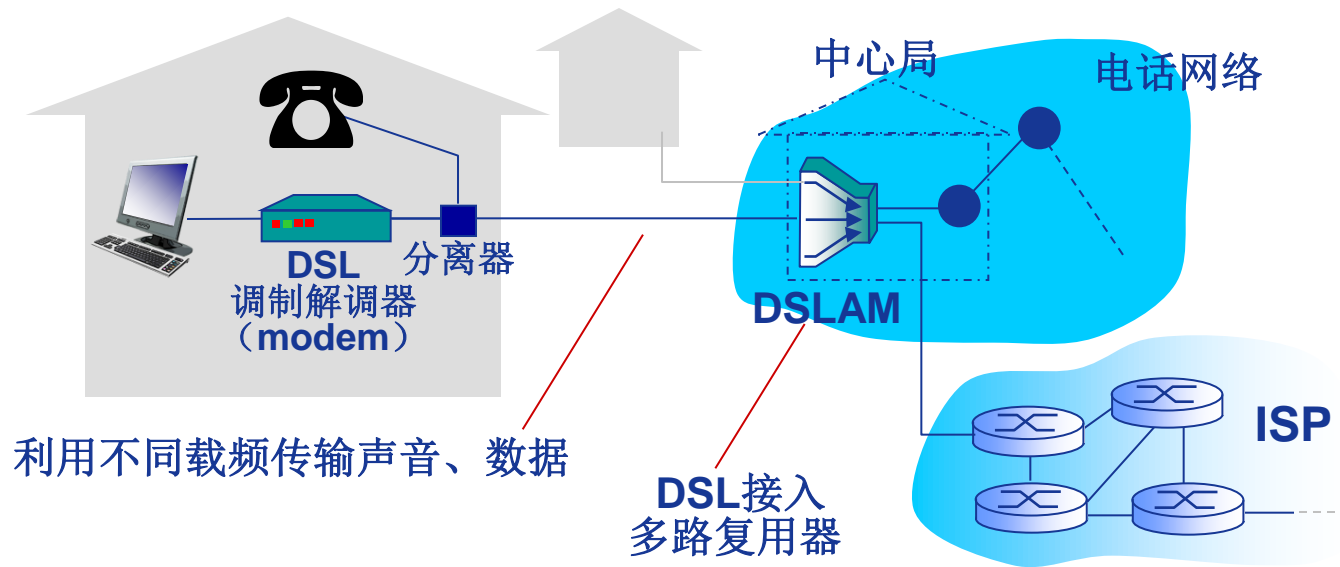 中心局
电话网络
DSL
调制解调器
（modem）
分离器
DSLAM
ISP
利用不同载频传输声音、数据
DSL接入
多路复用器